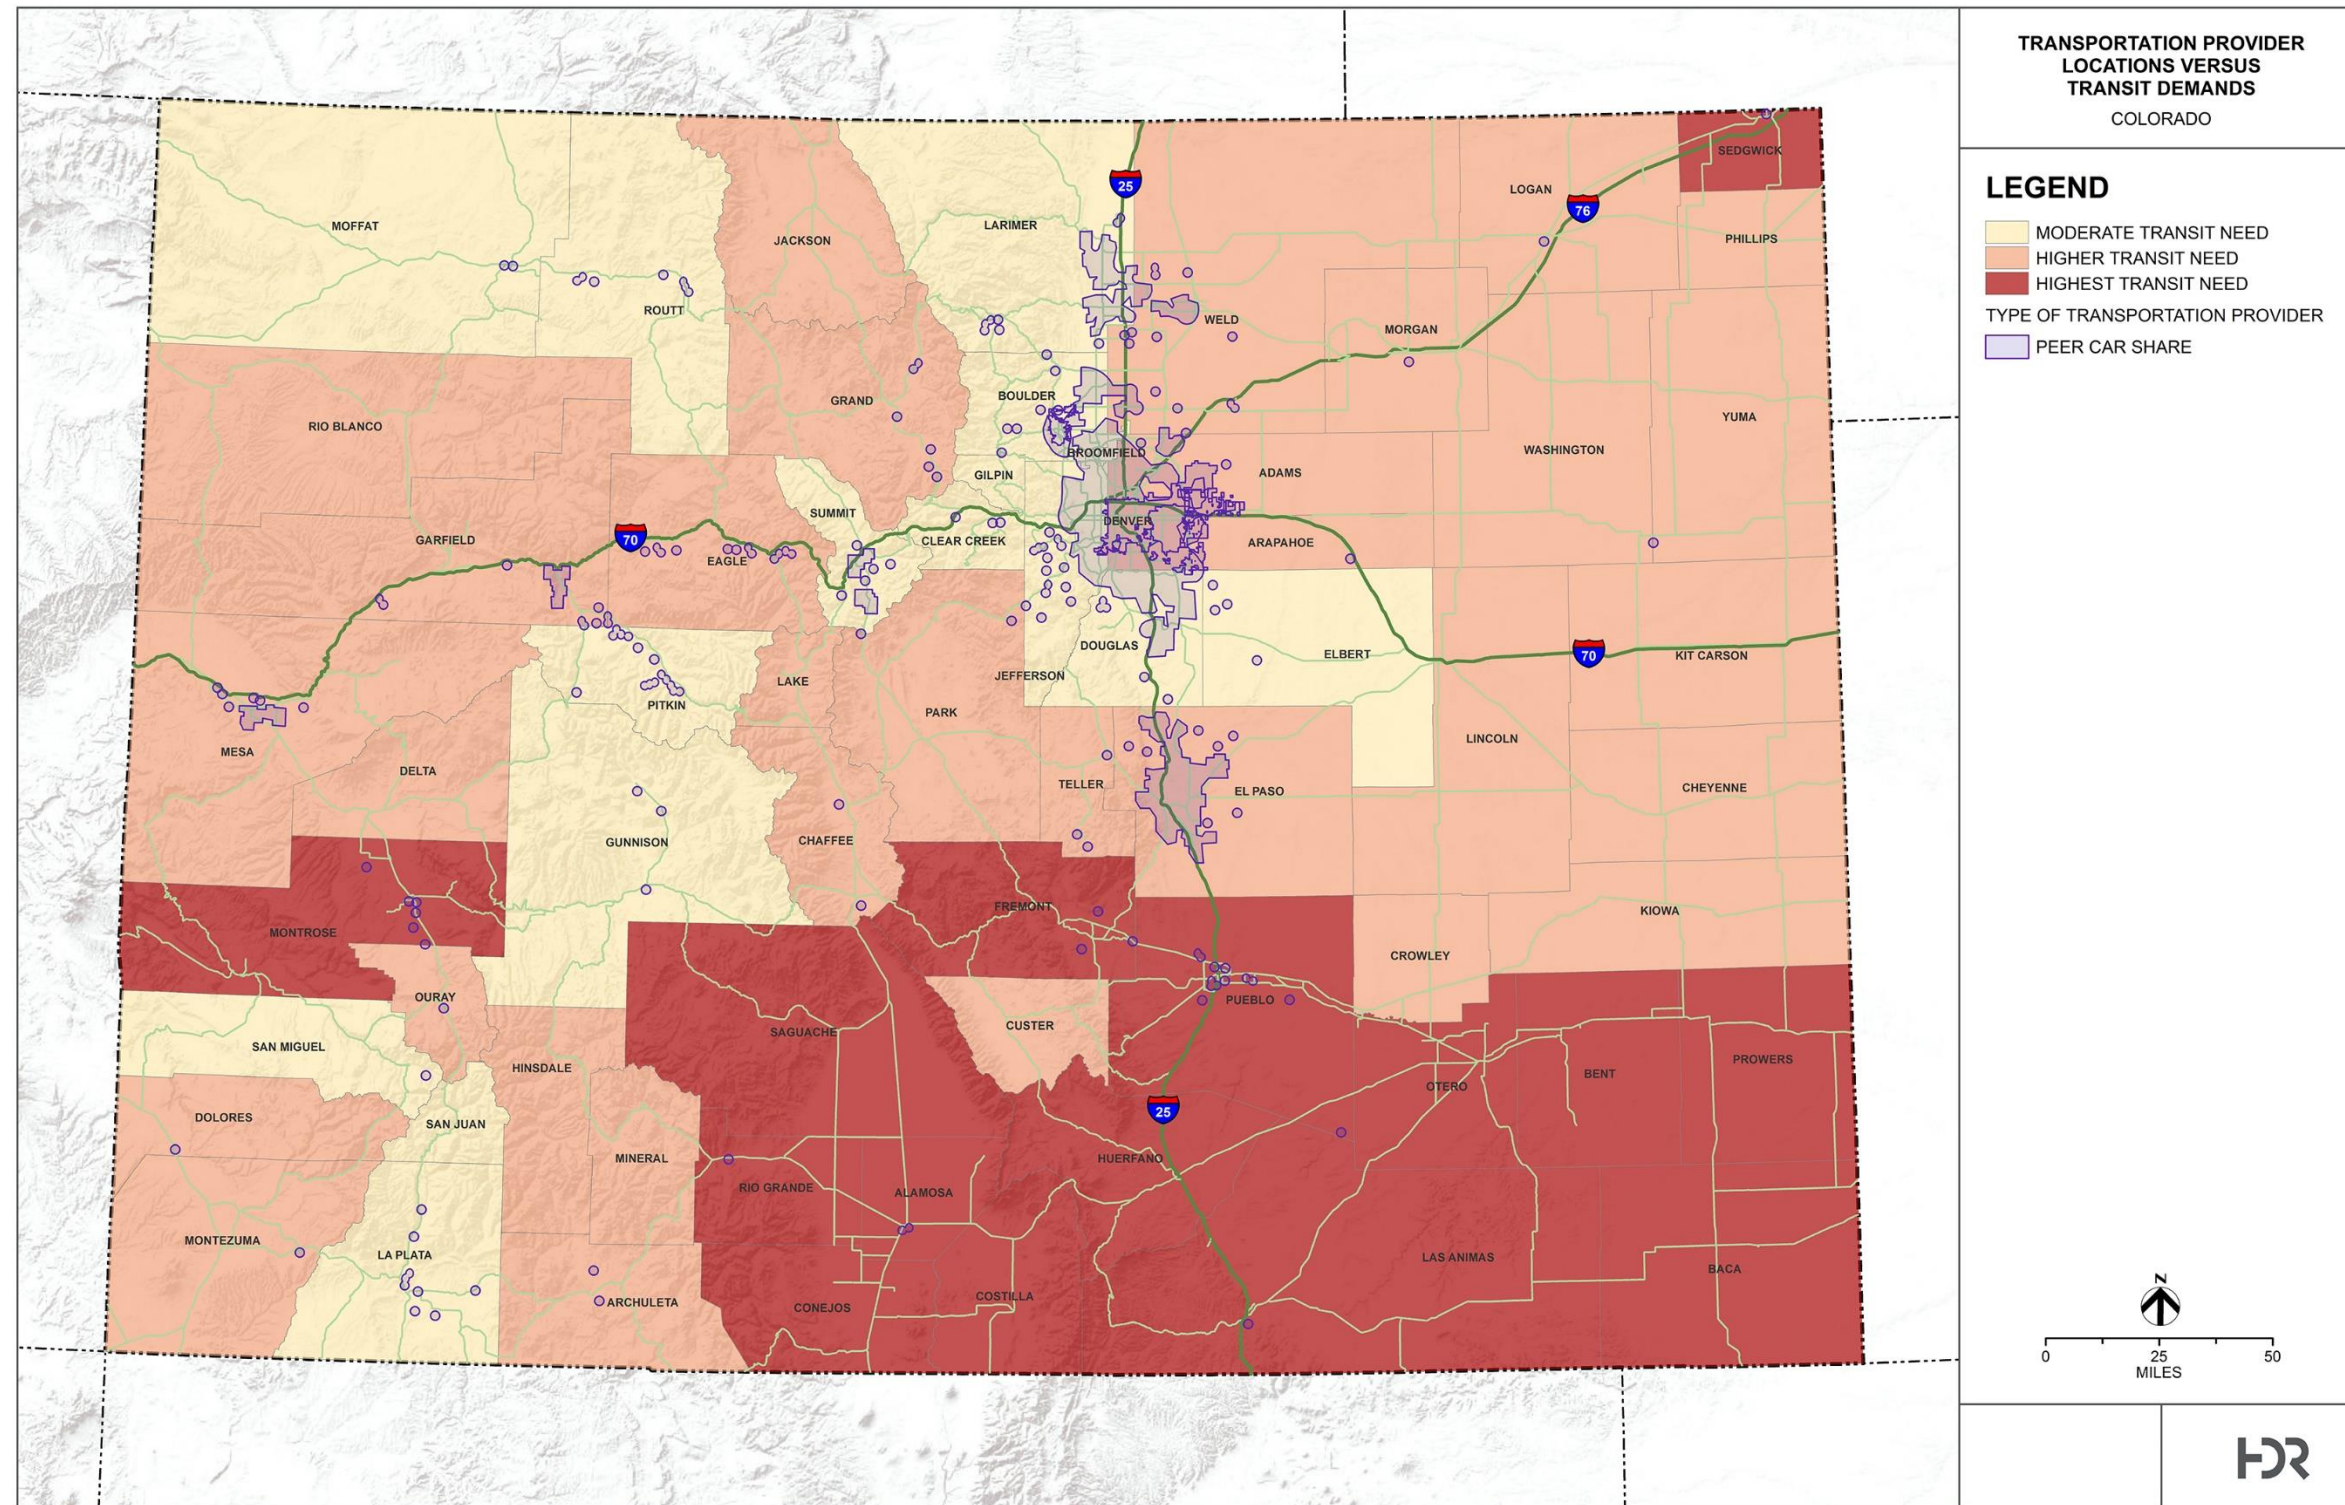 TRANSPORTATION PROVIDER
LOCATIONS VERSUS
TRANSIT DEMANDS
COLORADO
LEGEND
MODERATE TRANSIT NEED
HIGHER TRANSIT NEED
HIGHEST TRANSIT NEED
TYPE OF TRANSPORTATION PROVIDER
PEER CAR SHARE
SEDGWICK
25
LOGAN
76
MOFFAT
LARIMER
JACKSON
PHILLIPS
ROUTT
WELD
MORGAN
BOULDER
GRAND
YUMA
RIO BLANCO
BROOMFIELD
WASHINGTON
GILPIN
ADAMS
SUMMIT
DENVER
70
GARFIELD
CLEAR CREEK
ARAPAHOE
EAGLE
DOUGLAS
ELBERT
70
KIT CARSON
JEFFERSON
LAKE
PITKIN
PARK
LINCOLN
MESA
DELTA
TELLER
EL PASO
CHEYENNE
GUNNISON
CHAFFEE
FREMONT
KIOWA
MONTROSE
CROWLEY
OURAY
PUEBLO
CUSTER
SAGUACHE
SAN MIGUEL
PROWERS
HINSDALE
BENT
OTERO
25
DOLORES
SAN JUAN
MINERAL
HUERFANO
RIO GRANDE
ALAMOSA
MONTEZUMA
LA PLATA
LAS ANIMAS
BACA
COSTILLA
ARCHULETA
CONEJOS
N
0
25
50
MILES
HDR